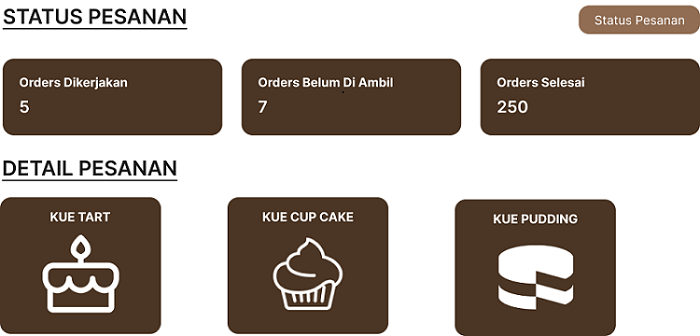 STATUS PESANAN
Status Pesanan
Orders Dikerjakan
5
Orders Belum Di Ambil
7
Orders Selesai
250
DETAIL PESANAN
KUE TART
KUE CUP CAKE
KUE PUDDING